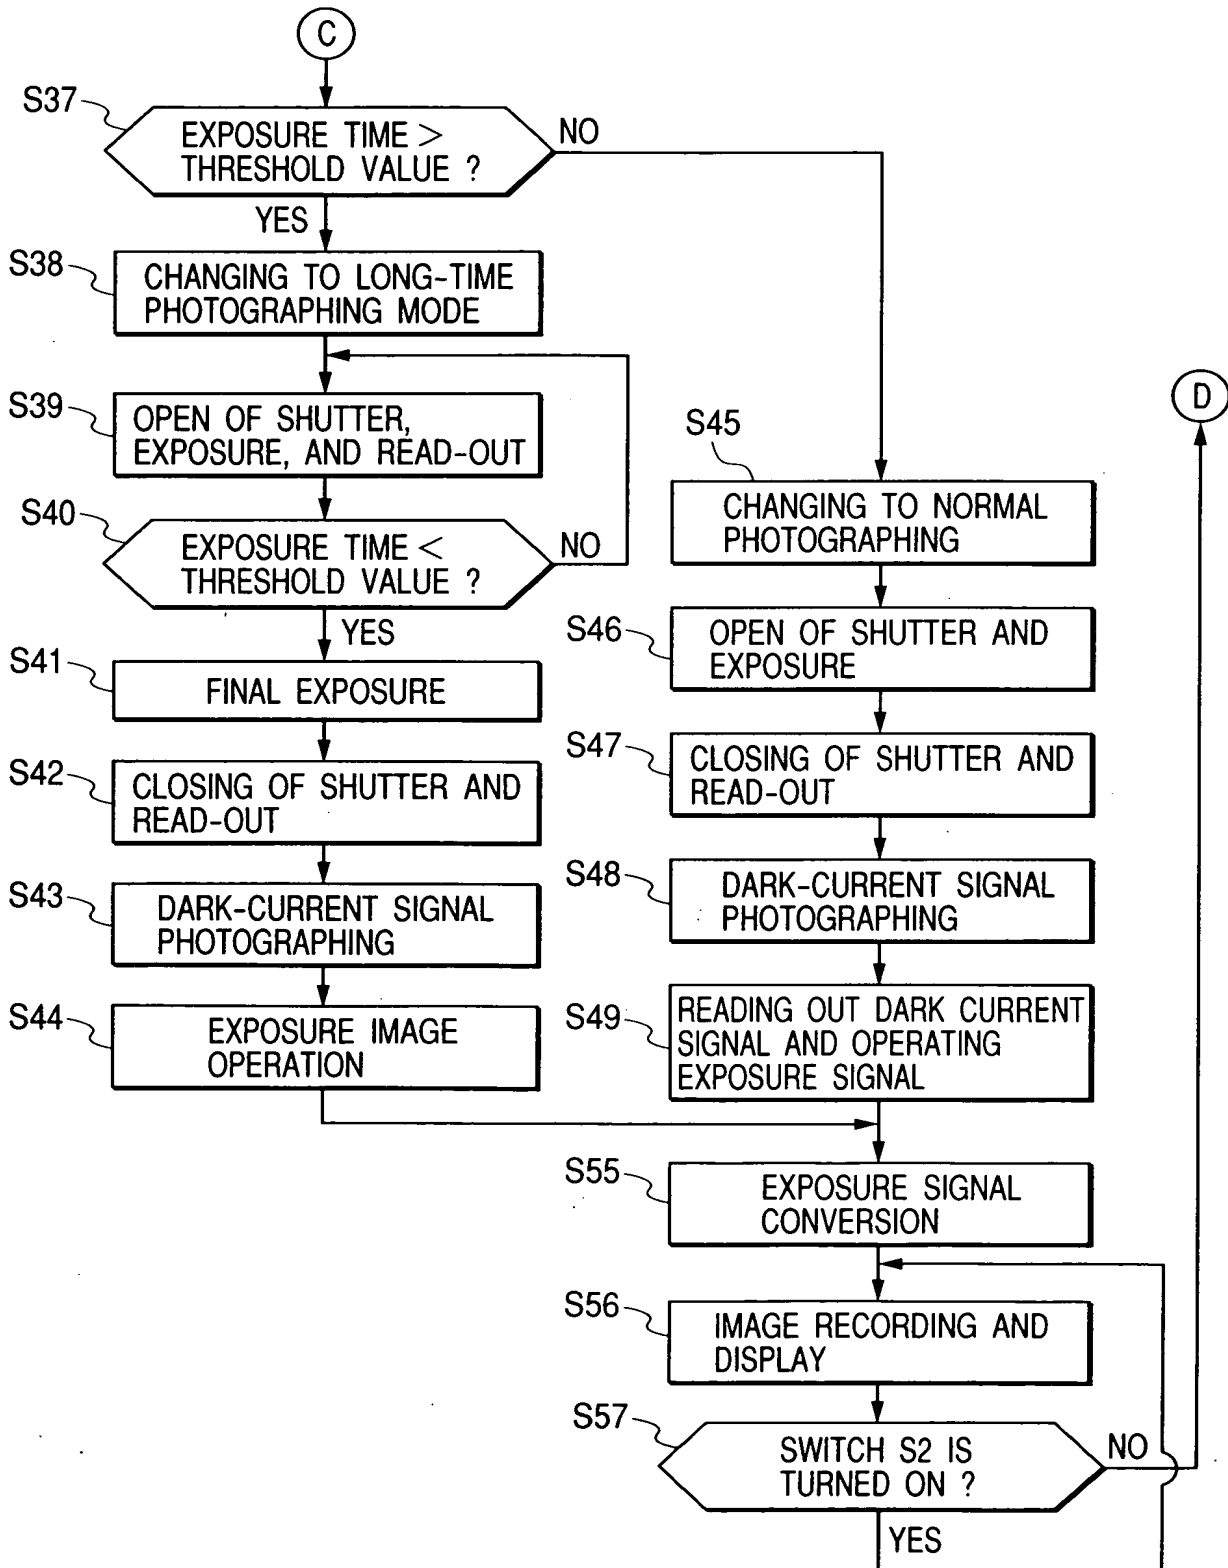 C
S37
EXPOSURE TIME >
THRESHOLD VALUE ?
NO
YES
S38
CHANGING TO LONG-TIME
PHOTOGRAPHING MODE
S39
OPEN OF SHUTTER,
EXPOSURE, AND READ-OUT
S40
EXPOSURE TIME <
THRESHOLD VALUE ?
NO
YES
S41
FINAL EXPOSURE
S42
CLOSING OF SHUTTER AND
READ-OUT
S43
DARK-CURRENT SIGNAL
PHOTOGRAPHING
S44
EXPOSURE IMAGE
OPERATION
D
S45
CHANGING TO NORMAL
PHOTOGRAPHING
S46
OPEN OF SHUTTER AND
EXPOSURE
S47
CLOSING OF SHUTTER AND
READ-OUT
S48
DARK-CURRENT SIGNAL
PHOTOGRAPHING
S49
READING OUT DARK CURRENT
SIGNAL AND OPERATING
EXPOSURE SIGNAL
S55
EXPOSURE SIGNAL
CONVERSION
S56
IMAGE RECORDING AND
DISPLAY
S57
SWITCH S2 IS
TURNED ON ?
NO
YES